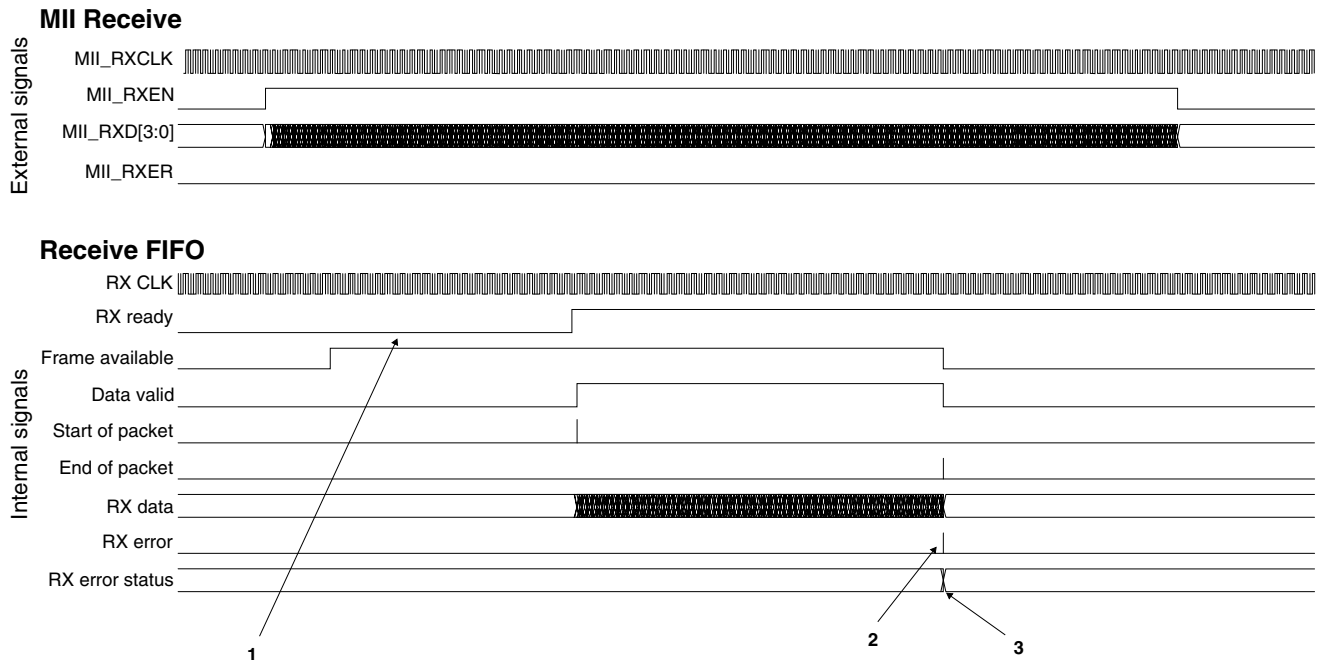 MII Receive
External signals
MII_RXCLK
MII_RXEN
MII_RXD[3:0]
MII_RXER
Receive FIFO
Internal signals
RX CLK
RX ready
Frame available
Data valid
Start of packet
End of packet
RX data
RX error
RX error status
1
2
3